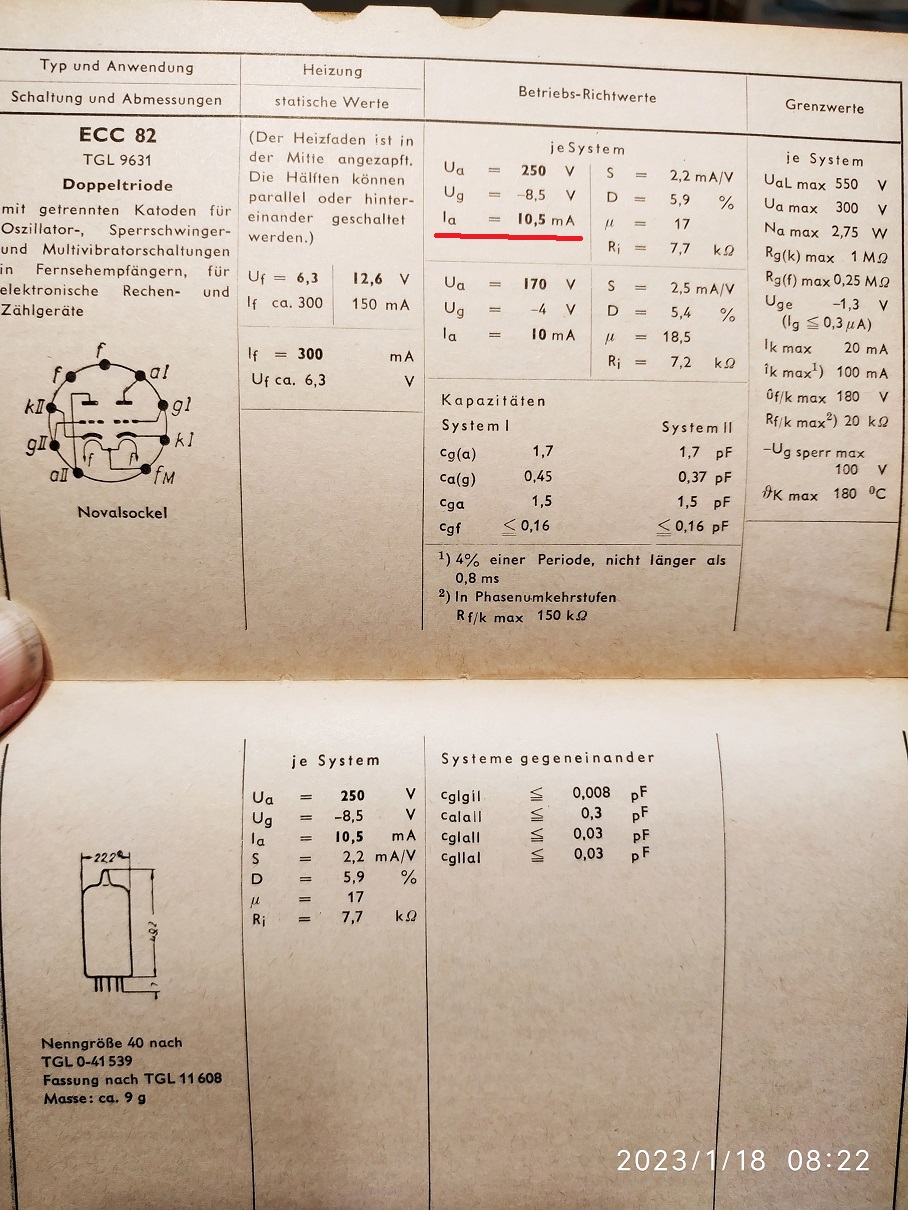 Typ und Anwendung
Schaltung und Abmessungen
Heizung
statische Werte
Betriebs-Richtwerte
Grenzwerte
ECC 82
TGL 9631
Doppeltriode
mit getrennten Katoden für
Oszillator-, Sperrschwinger-
und Multivibratorschaltungen
in Fernsehempfängern, für
elektronische Rechen- und
Zählgeräte
f
f aI
kII gI
gII kI
f f
aII fM
Novalsockel
(Der Heizfaden ist in
der Mitte angezapft.
Die Hälften können
parallel oder hinter-
einander geschaltet
werden.)
Uf = 6,3 12,6 V
If ca. 300 150 mA
If = 300 mA
Uf ca. 6,3 V
je System
Ua = 250 V S = 2,2 mA/V
Ug = –8,5 V D = 5,9 %
Ia = 10,5 mA μ = 17
Ri = 7,7 kΩ
Ua = 170 V S = 2,5 mA/V
Ug = –4 V D = 5,4 %
Ia = 10 mA μ = 18,5
Ri = 7,2 kΩ
Kapazitäten
System I System II
cg(a) 1,7 1,7 pF
ca(g) 0,45 0,37 pF
cga 1,5 1,5 pF
cgf ≦ 0,16 ≦ 0,16 pF
¹) 4% einer Periode, nicht länger als
0,8 ms
²) In Phasenumkehrstufen
Rf/k max 150 kΩ
je System
UaL max 550 V
Ua max 300 V
Na max 2,75 W
Rg(k) max 1 MΩ
Rg(f) max 0,25 MΩ
Uge –1,3 V
(Ig ≦ 0,3 μA)
Ik max 20 mA
îk max¹) 100 mA
Ûf/k max 180 V
Rf/k max²) 20 kΩ
–Ug sperr max
100 V
ϑK max 180 °C
22,2
49,2
7
Nenngröße 40 nach
TGL 0-41 539
Fassung nach TGL 11 608
Masse: ca. 9 g
je System
Ua = 250 V
Ug = –8,5 V
Ia = 10,5 mA
S = 2,2 mA/V
D = 5,9 %
μ = 17
Ri = 7,7 kΩ
Systeme gegeneinander
cgIgII ≦ 0,008 pF
caIaII ≦ 0,3 pF
cgIaII ≦ 0,03 pF
cgIIaI ≦ 0,03 pF
2023/1/18 08:22